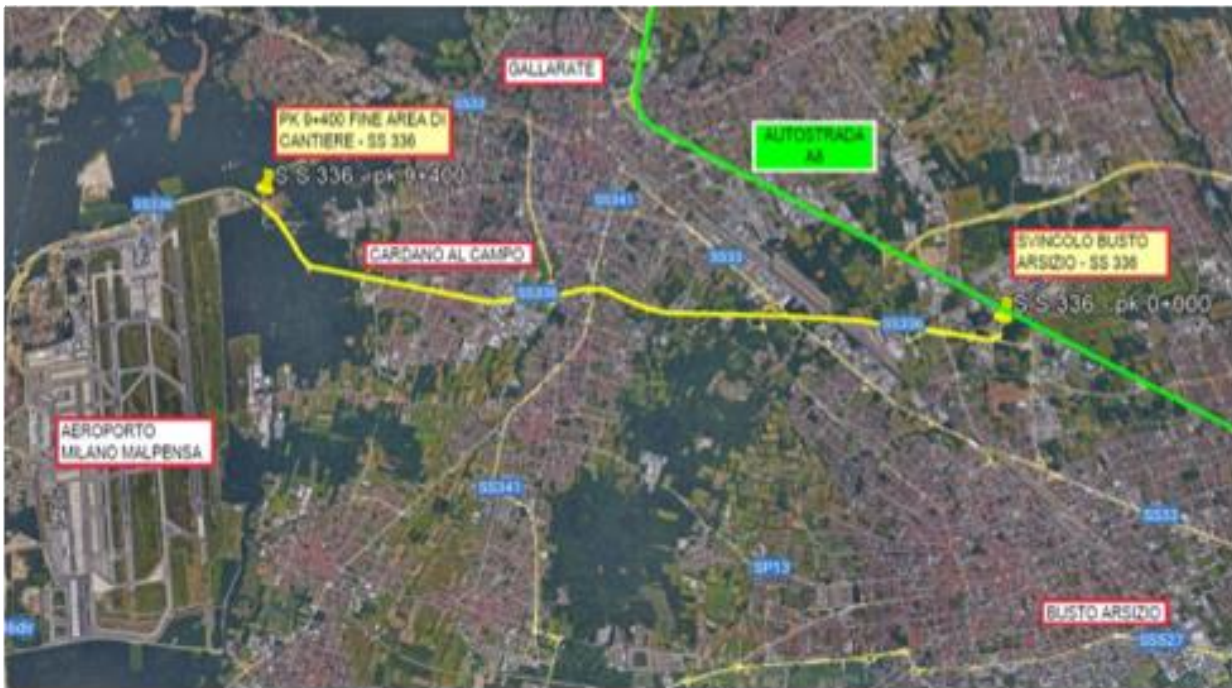 GALLARATE
SS33
PK 9+400 FINE AREA DI
CANTIERE - SS 336
AUTOSTRADA
A8
S S 336 - pk 9+400
SS336
SS341
CARDANO AL CAMPO
SS33
SVINCOLO BUSTO
ARSIZIO - SS 336
SS336
S S 336 - pk 0+000
SS336
AEROPORTO
MILANO MALPENSA
SS341
SS33
SP13
BUSTO ARSIZIO
SS527